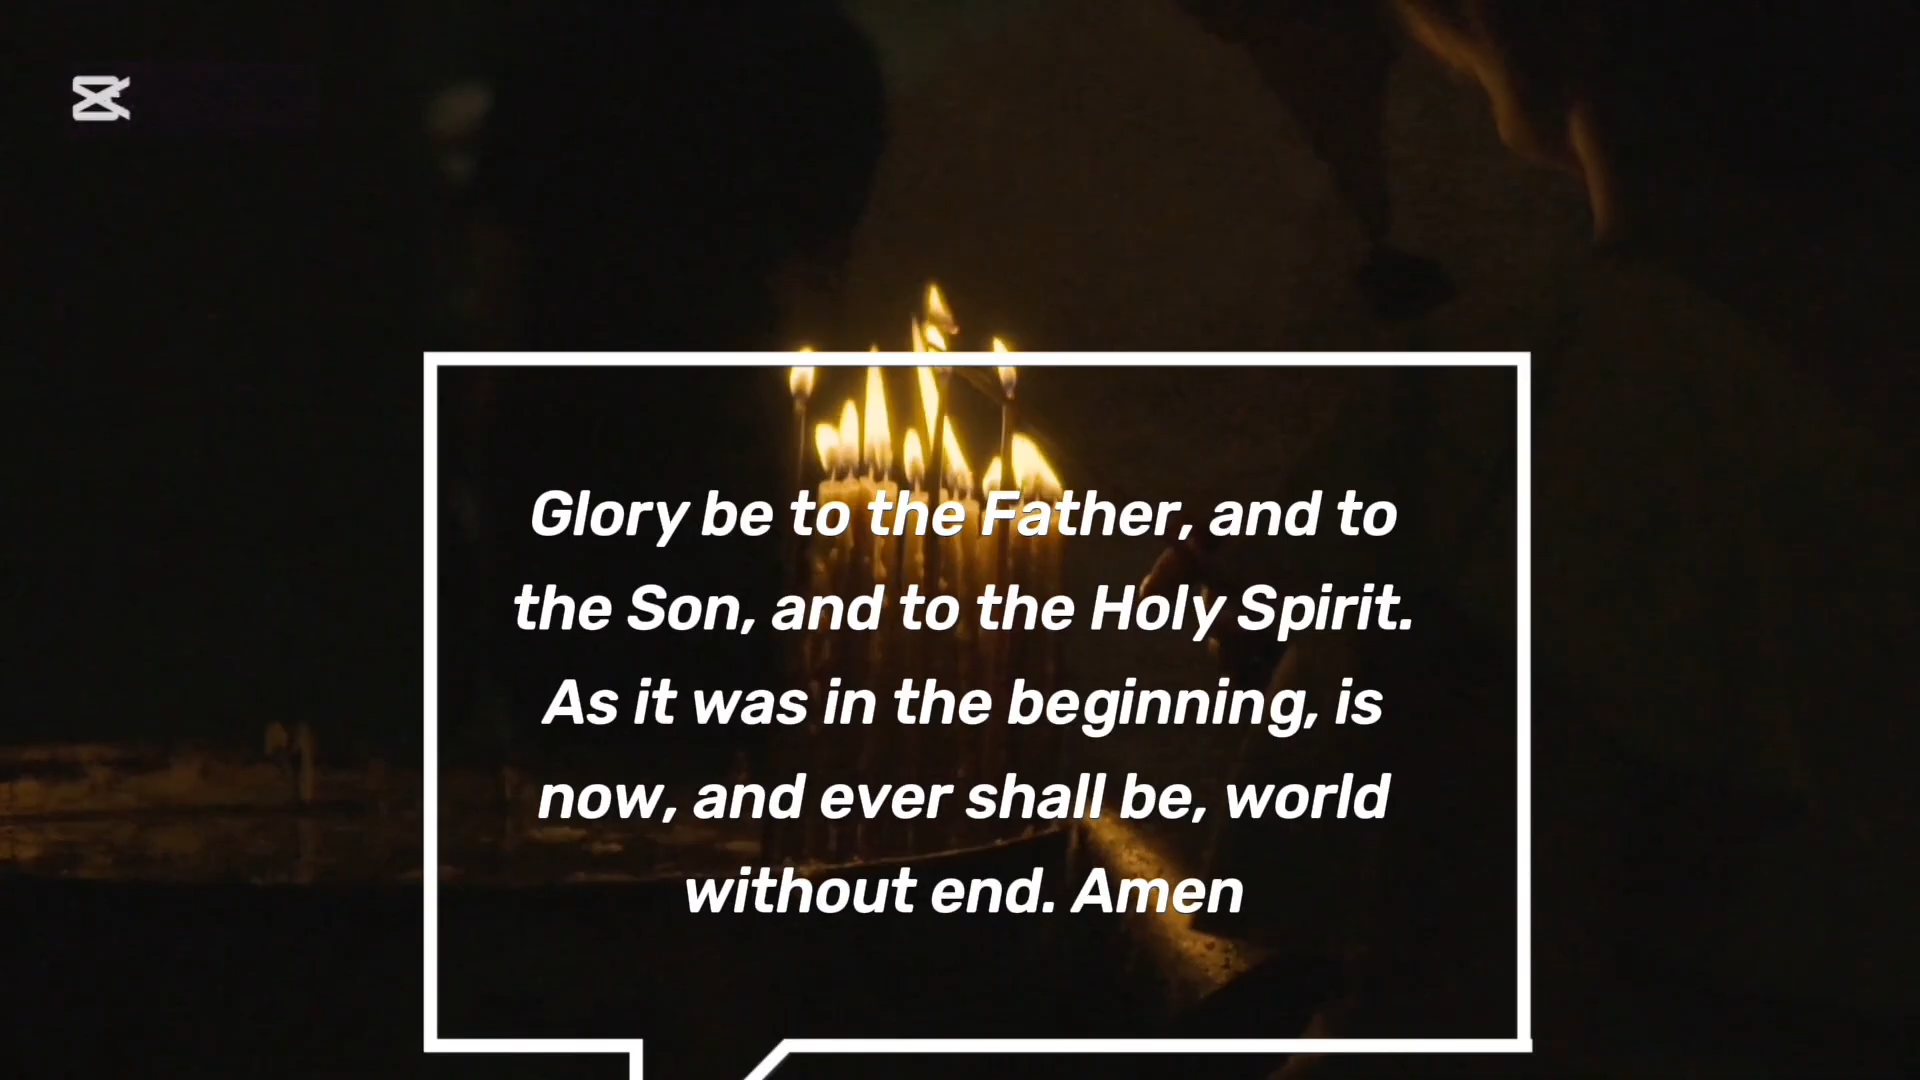 Glory be to the Father, and to
the Son, and to the Holy Spirit.
As it was in the beginning, is
now, and ever shall be, world
without end. Amen